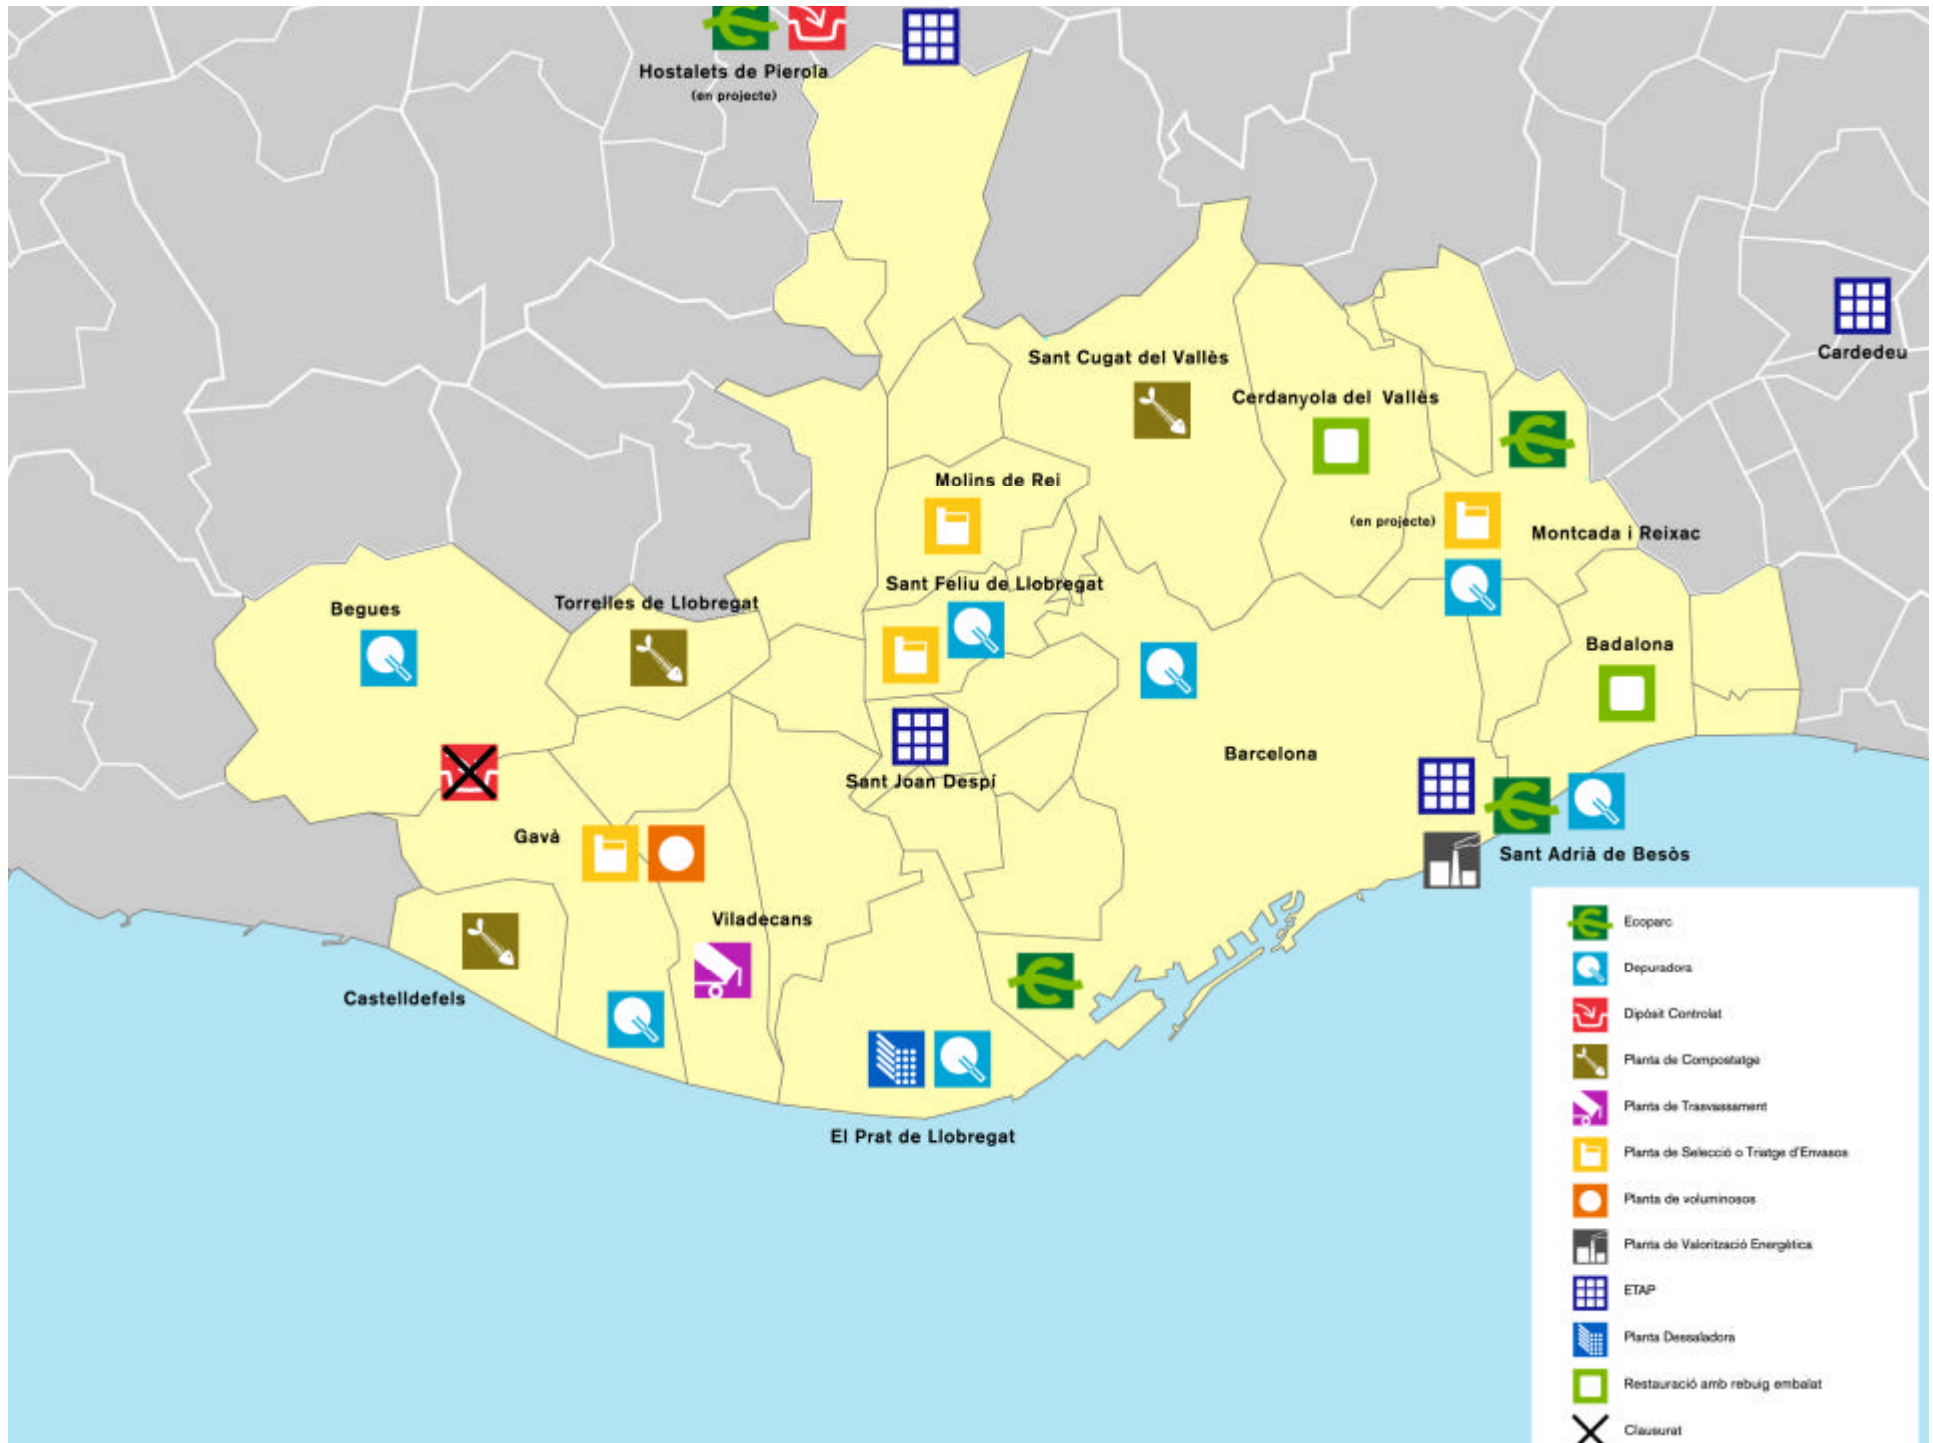 Hostalets de Pierola
(en projecte)
Cardedeu
Sant Cugat del Vallès
Cerdanyola del Vallès
Molins de Rei
(en projecte)
Montcada i Reixac
Sant Feliu de Llobregat
Begues
Torrelles de Llobregat
Badalona
Barcelona
Sant Joan Despí
Gavà
Sant Adrià de Besòs
Viladecans
Castelldefels
El Prat de Llobregat
Ecoparc
Depuradora
Dipòsit Controlat
Planta de Compostatge
Planta de Trasvassament
Planta de Selecció o Triatge d'Envasos
Planta de voluminosos
Planta de Valorització Energètica
ETAP
Planta Dessaladora
Restauració amb rebuig embalat
Clausurat